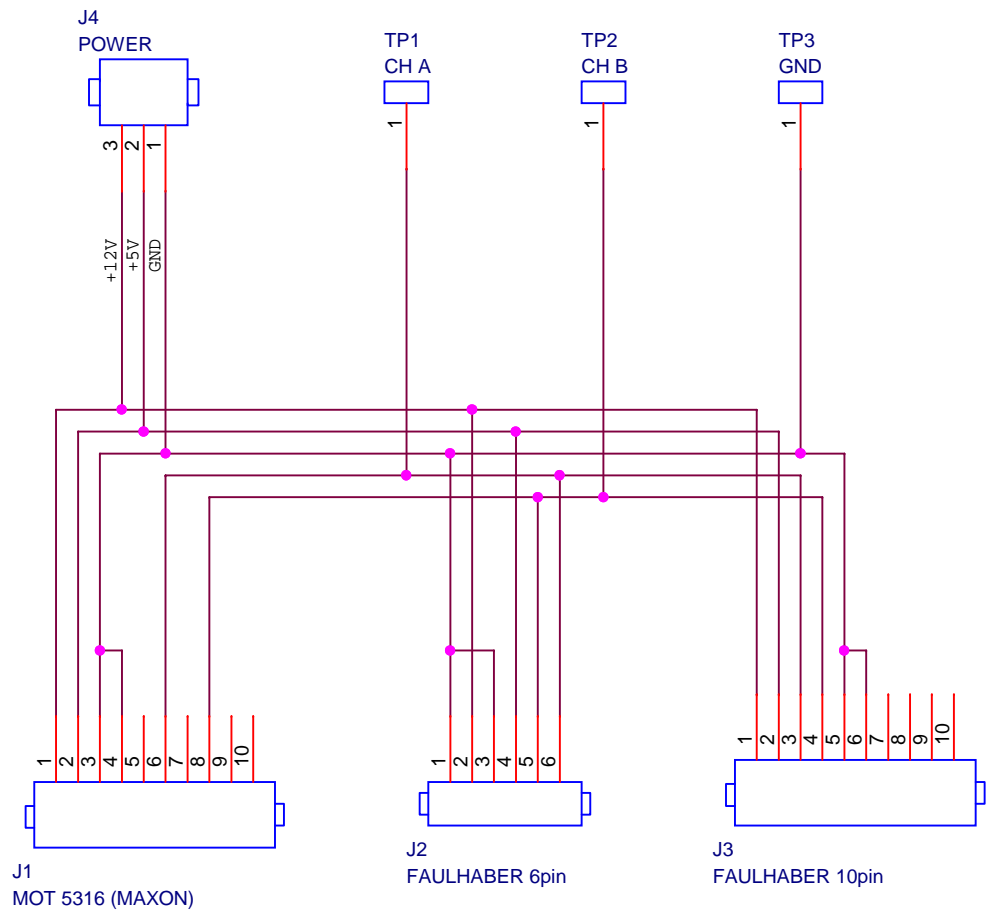 J4
POWER
TP1
CH A
TP2
CH B
TP3
GND
3
2
1
1
1
1
+12V
+5V
GND
1
2
3
4
5
6
7
8
9
10
1
2
3
4
5
6
1
2
3
4
5
6
7
8
9
10
J1
MOT 5316 (MAXON)
J2
FAULHABER 6pin
J3
FAULHABER 10pin